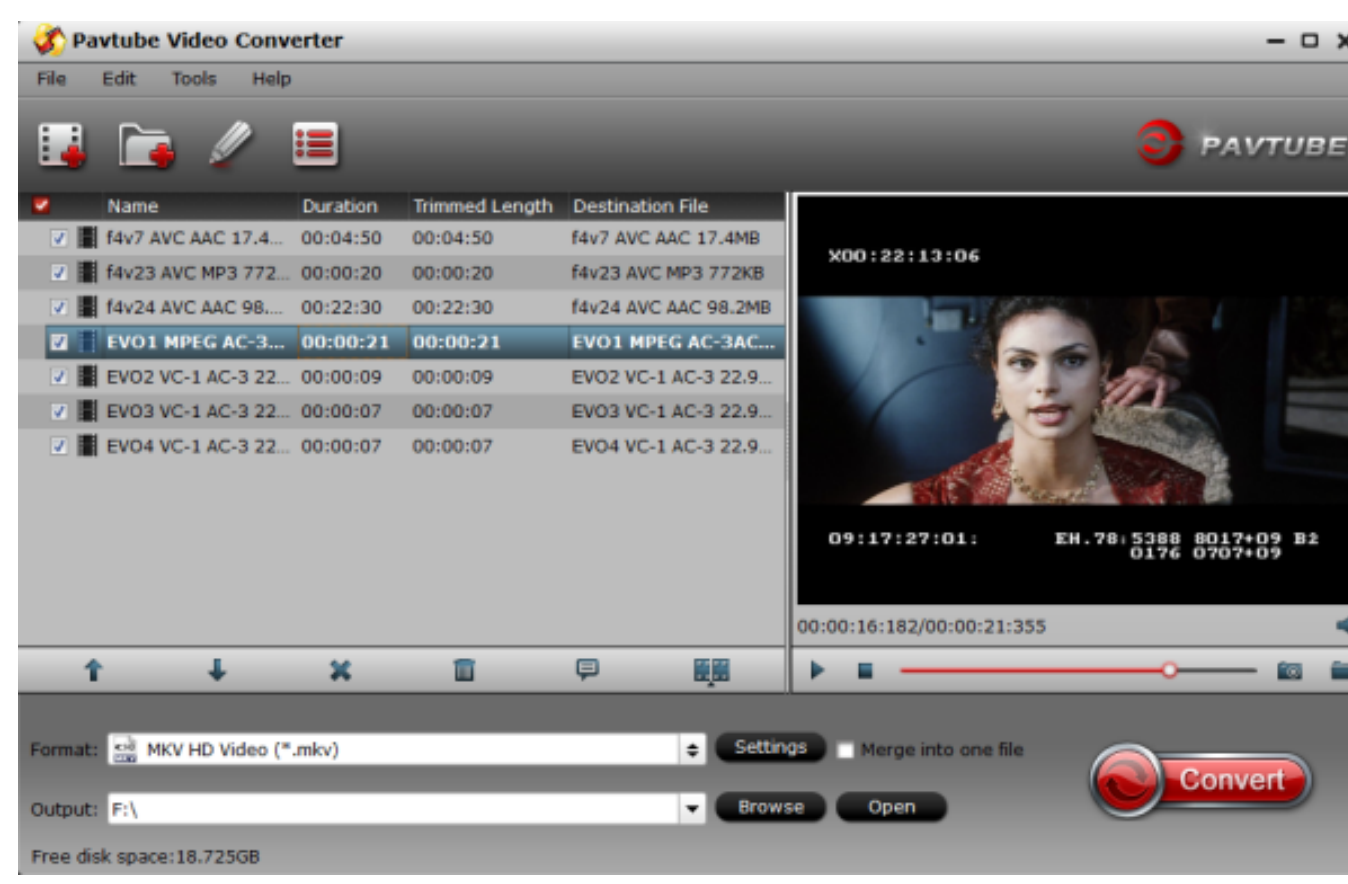 Pavtube Video Converter
File Edit Tools Help
PAVTUBE
Name Duration Trimmed Length Destination File
f4v7 AVC AAC 17.4... 00:04:50 00:04:50 f4v7 AVC AAC 17.4MB
f4v23 AVC MP3 772... 00:00:20 00:00:20 f4v23 AVC MP3 772KB
f4v24 AVC AAC 98.... 00:22:30 00:22:30 f4v24 AVC AAC 98.2MB
EVO1 MPEG AC-3... 00:00:21 00:00:21 EVO1 MPEG AC-3AC...
EVO2 VC-1 AC-3 22... 00:00:09 00:00:09 EVO2 VC-1 AC-3 22.9...
EVO3 VC-1 AC-3 22... 00:00:07 00:00:07 EVO3 VC-1 AC-3 22.9...
EVO4 VC-1 AC-3 22... 00:00:07 00:00:07 EVO4 VC-1 AC-3 22.9...
X00:22:13:06
09:17:27:01: EH.78:5388 8017+09 B2
0176 0707+09
00:00:16:182/00:00:21:355
Format: MKV HD Video (*.mkv) Settings Merge into one file
Convert
Output: F:\ Browse Open
Free disk space:18.725GB